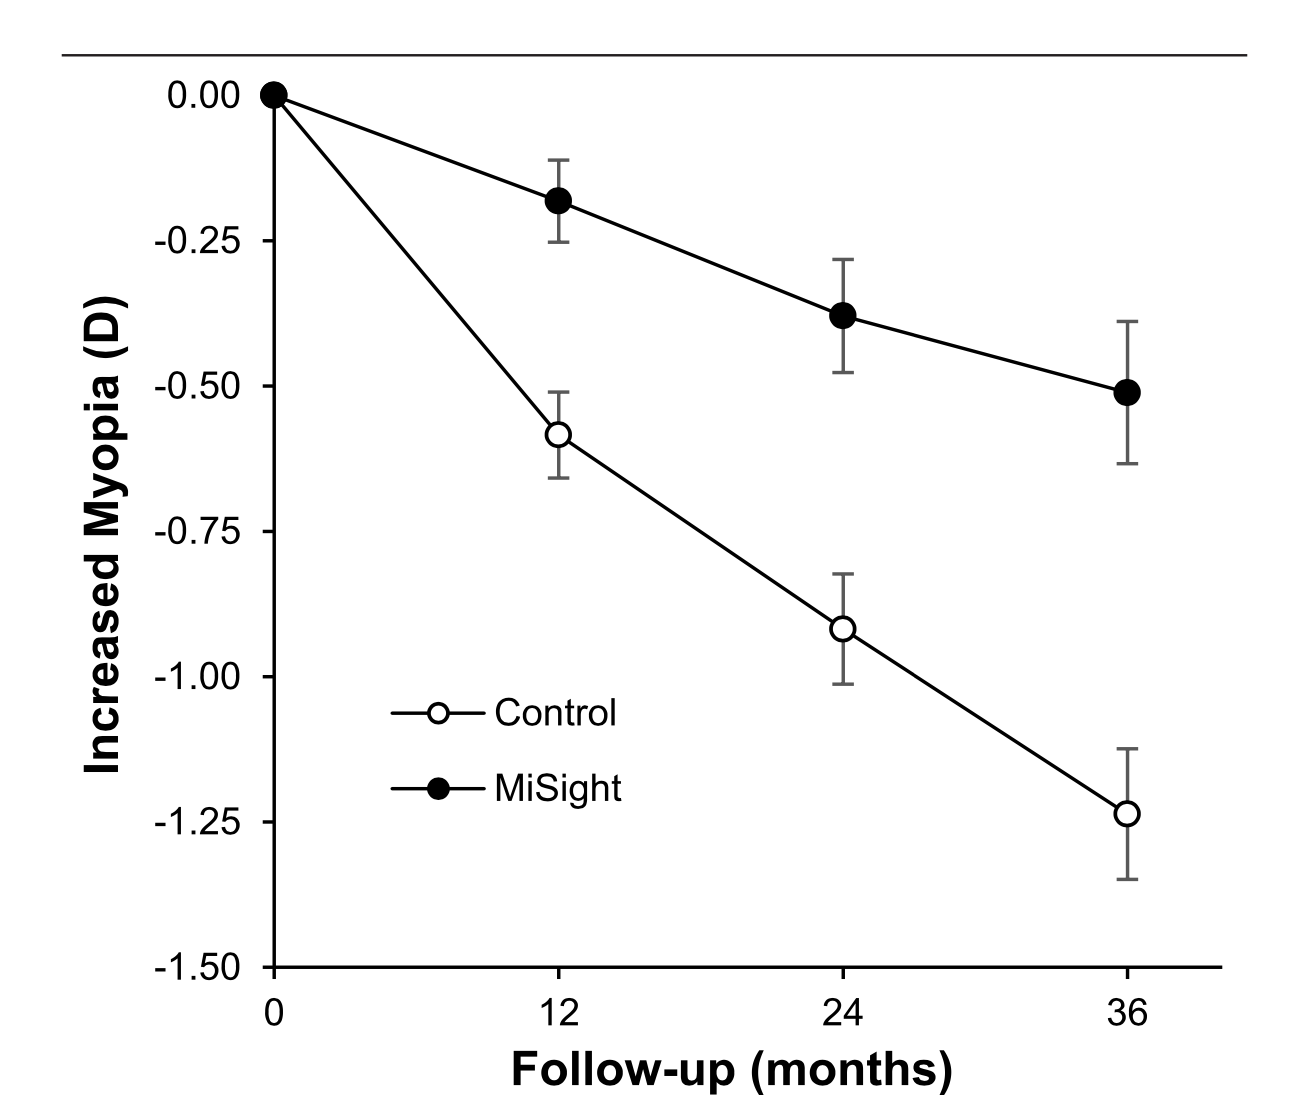 0.00
-0.25
-0.50
-0.75
-1.00
-1.25
-1.50
Increased Myopia (D)
Control
MiSight
0 12 24 36
Follow-up (months)